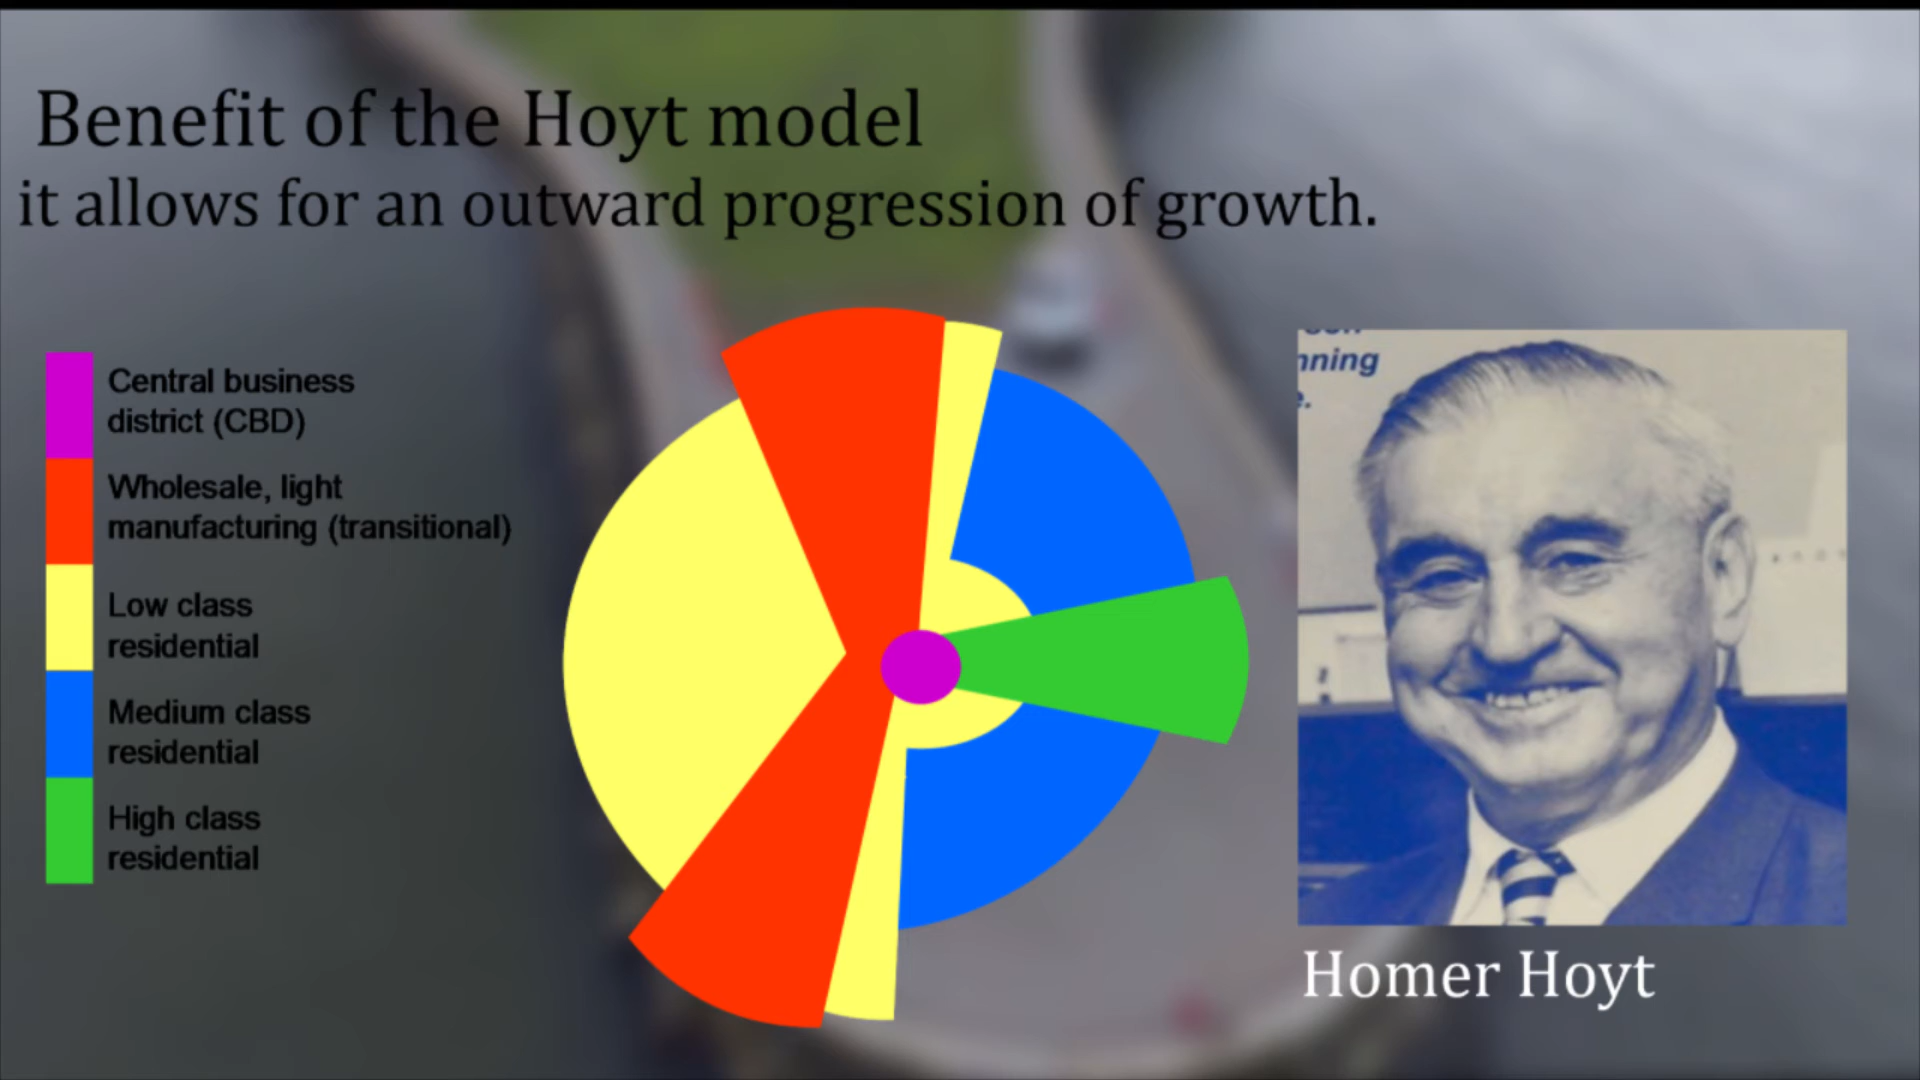 Benefit of the Hoyt model
it allows for an outward progression of growth.
Central business
district (CBD)
Wholesale, light
manufacturing (transitional)
Low class
residential
Medium class
residential
High class
residential
nning
Homer Hoyt